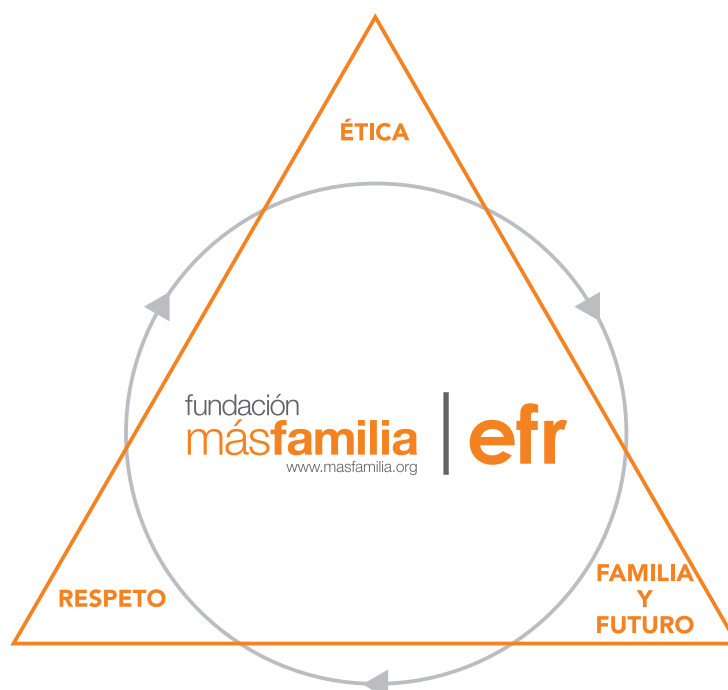 ÉTICA
fundación
másfamilia | efr
www.masfamilia.org
RESPETO
FAMILIA
Y
FUTURO